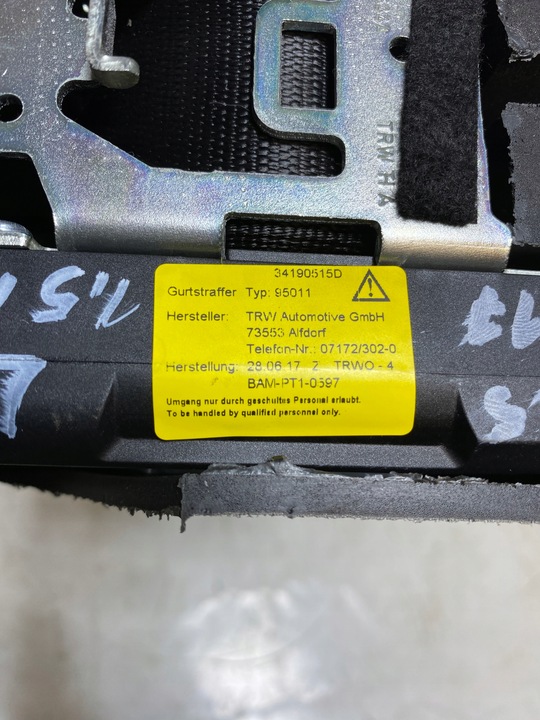 TRW H A
34190515D
Gurtstraffer Typ: 95011
Hersteller: TRW Automotive GmbH
73553 Alfdorf
Telefon-Nr.: 07172/302-0
Herstellung: 28.06.17 2 TRWO - 4
BAM-PT1-0597
Umgang nur durch geschultes Personal erlaubt.
To be handled by qualified personnel only.
1,5